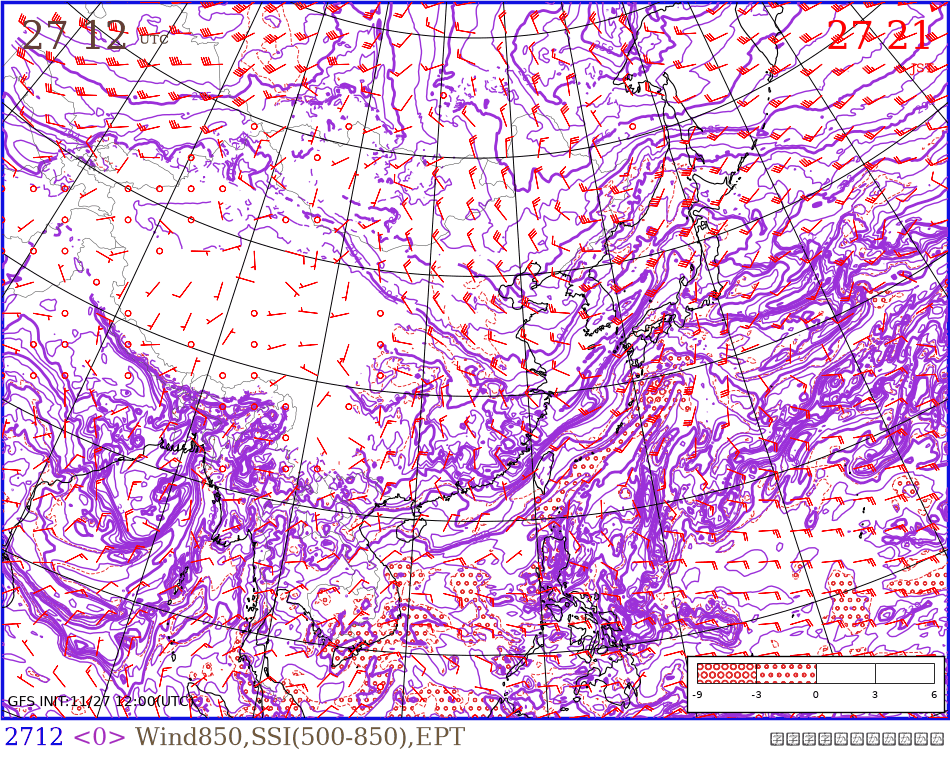 27 12 UTC
27 21
JST
GFS INIT:11/27 12:00(UTC)
-9 -3 0 3 6
2712 <0> Wind850,SSI(500-850),EPT